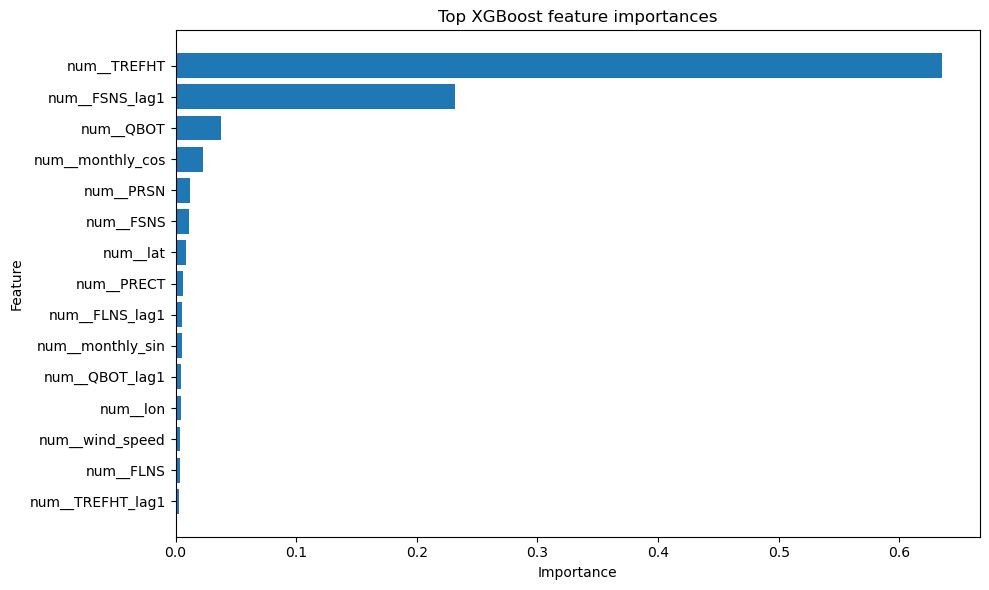 Top XGBoost feature importances
Feature
num__TREFHT
num__FSNS_lag1
num__QBOT
num__monthly_cos
num__PRSN
num__FSNS
num__lat
num__PRECT
num__FLNS_lag1
num__monthly_sin
num__QBOT_lag1
num__lon
num__wind_speed
num__FLNS
num__TREFHT_lag1
0.0 0.1 0.2 0.3 0.4 0.5 0.6
Importance